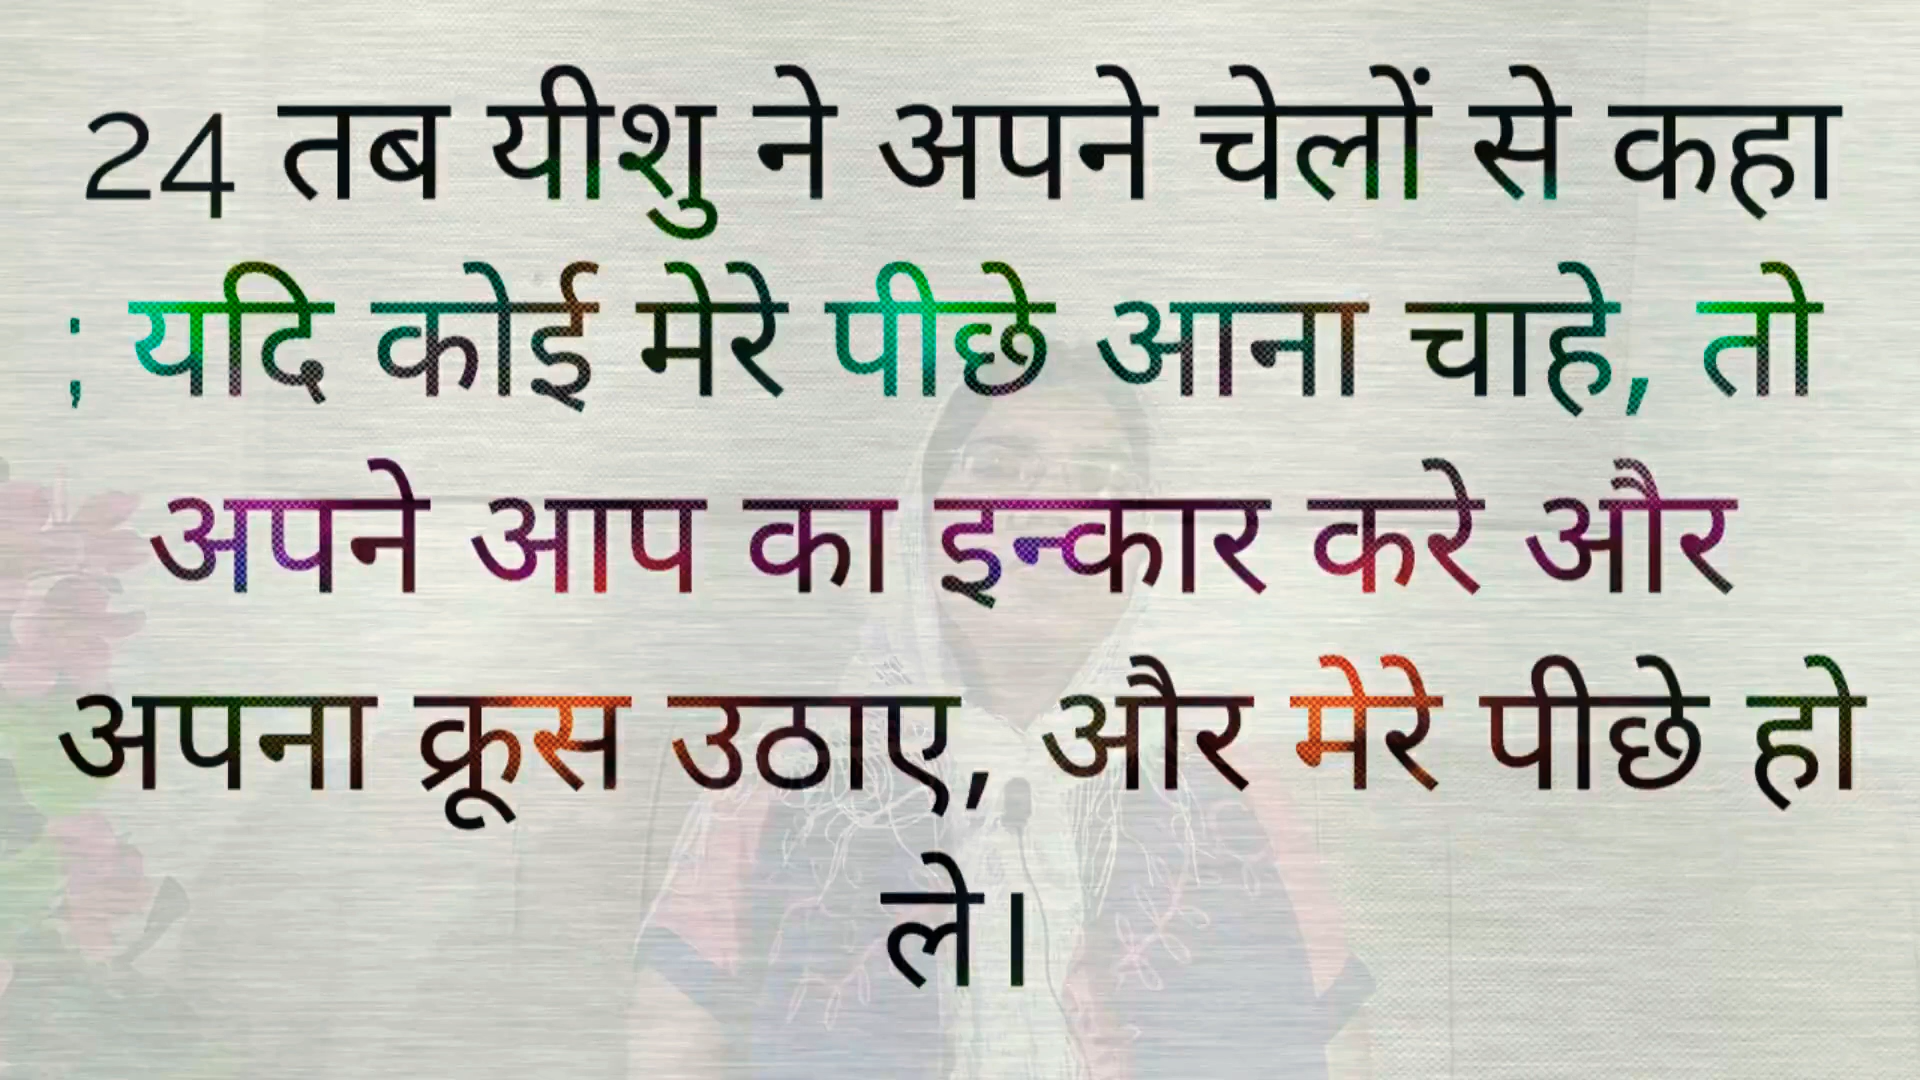 24 तब यीशु ने अपने चेलों से कहा
; यदि कोई मेरे पीछे आना चाहे, तो
अपने आप का इन्कार करे और
अपना क्रूस उठाए, और मेरे पीछे हो
ले।